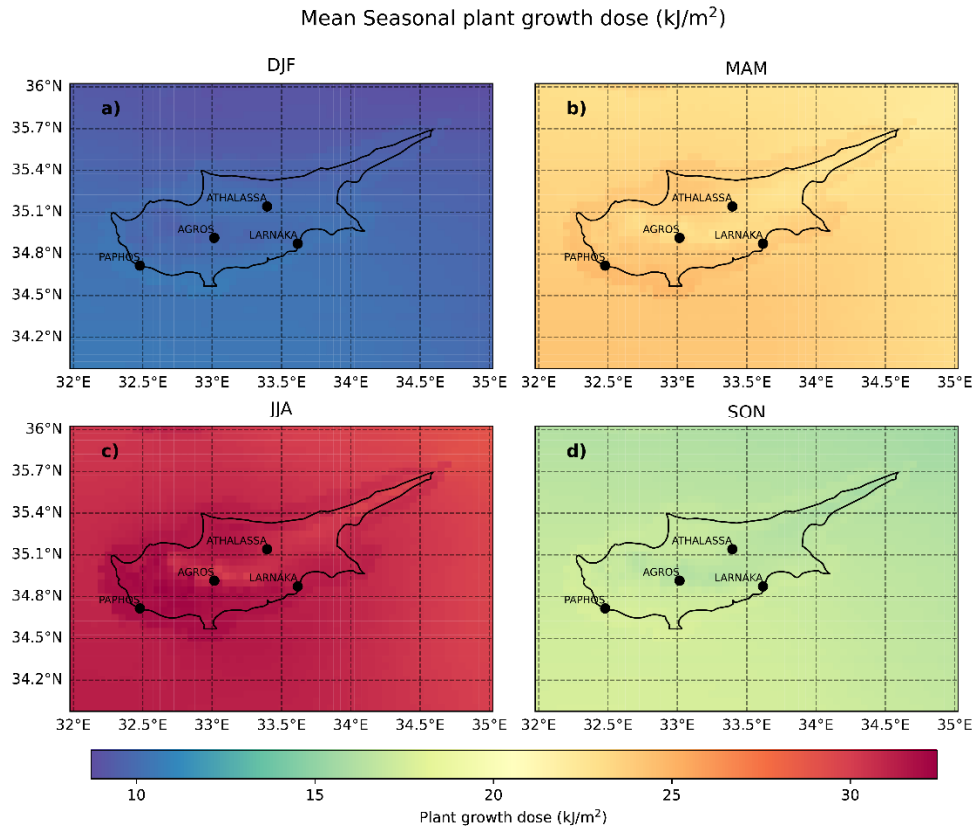 Mean Seasonal plant growth dose (kJ/m²)
DJF
MAM
a)
b)
36°N
35.7°N
35.4°N
35.1°N
34.8°N
34.5°N
34.2°N
ATHALASSA
AGROS
LARNAKA
PAPHOS
ATHALASSA
AGROS
LARNAKA
PAPHOS
32°E 32.5°E 33°E 33.5°E 34°E 34.5°E 35°E
32°E 32.5°E 33°E 33.5°E 34°E 34.5°E 35°E
JJA
SON
c)
d)
36°N
35.7°N
35.4°N
35.1°N
34.8°N
34.5°N
34.2°N
ATHALASSA
AGROS
LARNAKA
PAPHOS
ATHALASSA
AGROS
LARNAKA
PAPHOS
32°E 32.5°E 33°E 33.5°E 34°E 34.5°E 35°E
32°E 32.5°E 33°E 33.5°E 34°E 34.5°E 35°E
10 15 20 25 30
Plant growth dose (kJ/m²)